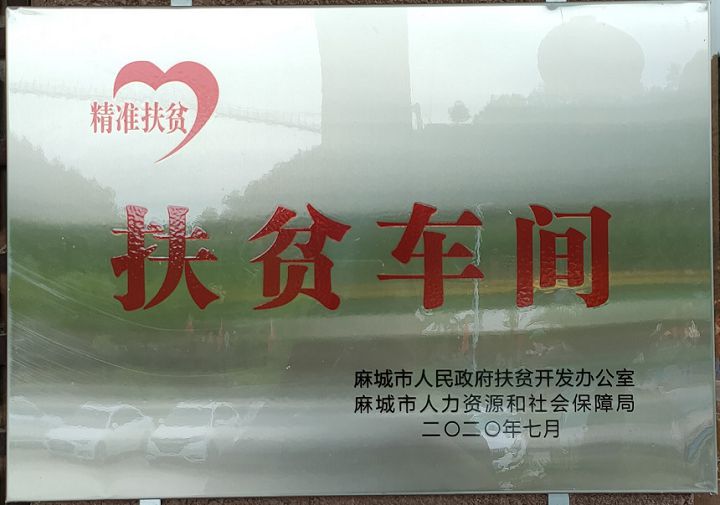 精准扶贫
扶贫车间
麻城市人民政府扶贫开发办公室
麻城市人力资源和社会保障局
二〇二〇年七月